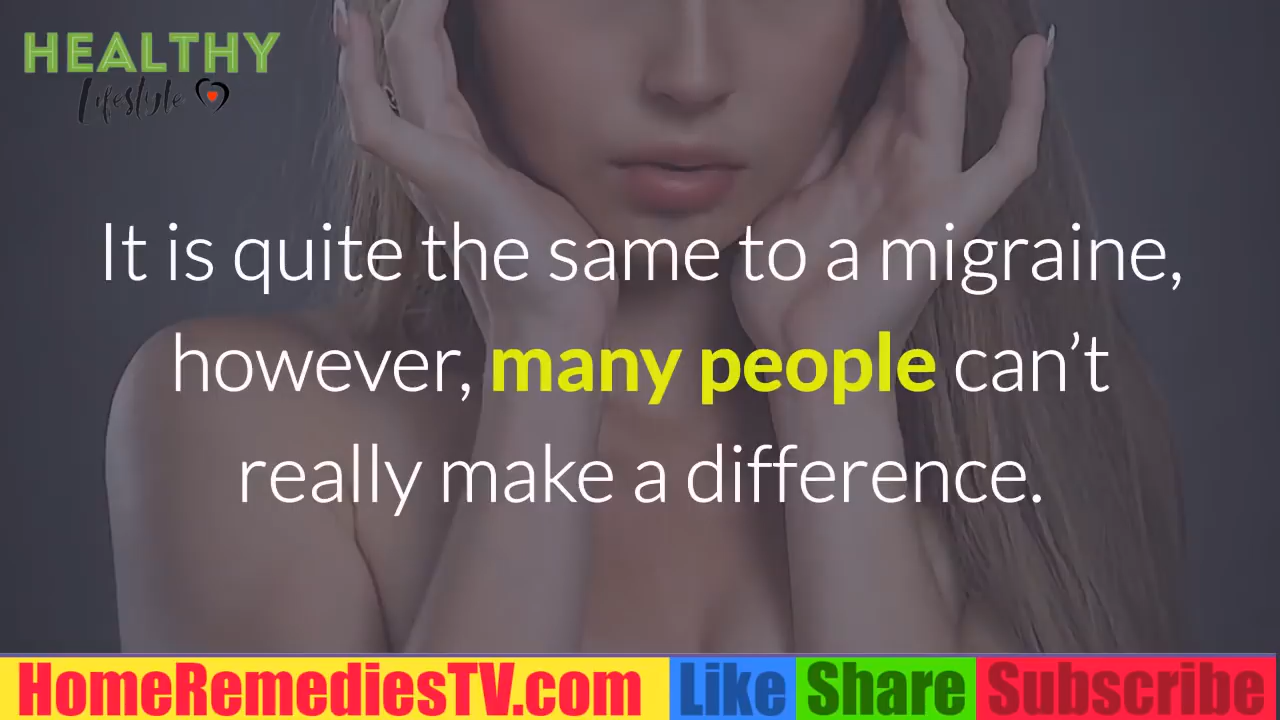 HEALTHY
Lifestyle
It is quite the same to a migraine,
however, many people can’t
really make a difference.
HomeRemediesTV.com Like Share Subscribe